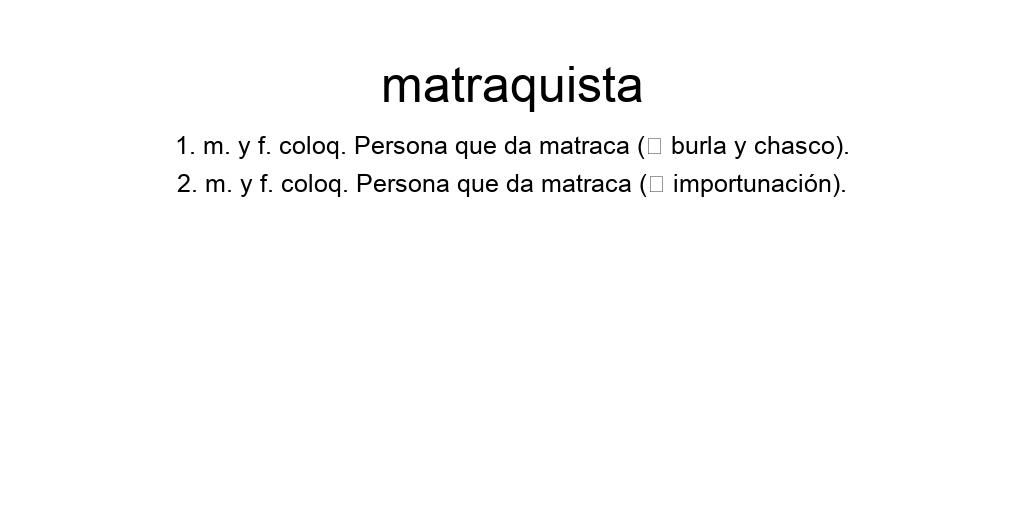 matraquista
1. m. y f. coloq. Persona que da matraca (▯ burla y chasco).
2. m. y f. coloq. Persona que da matraca (▯ importunación).